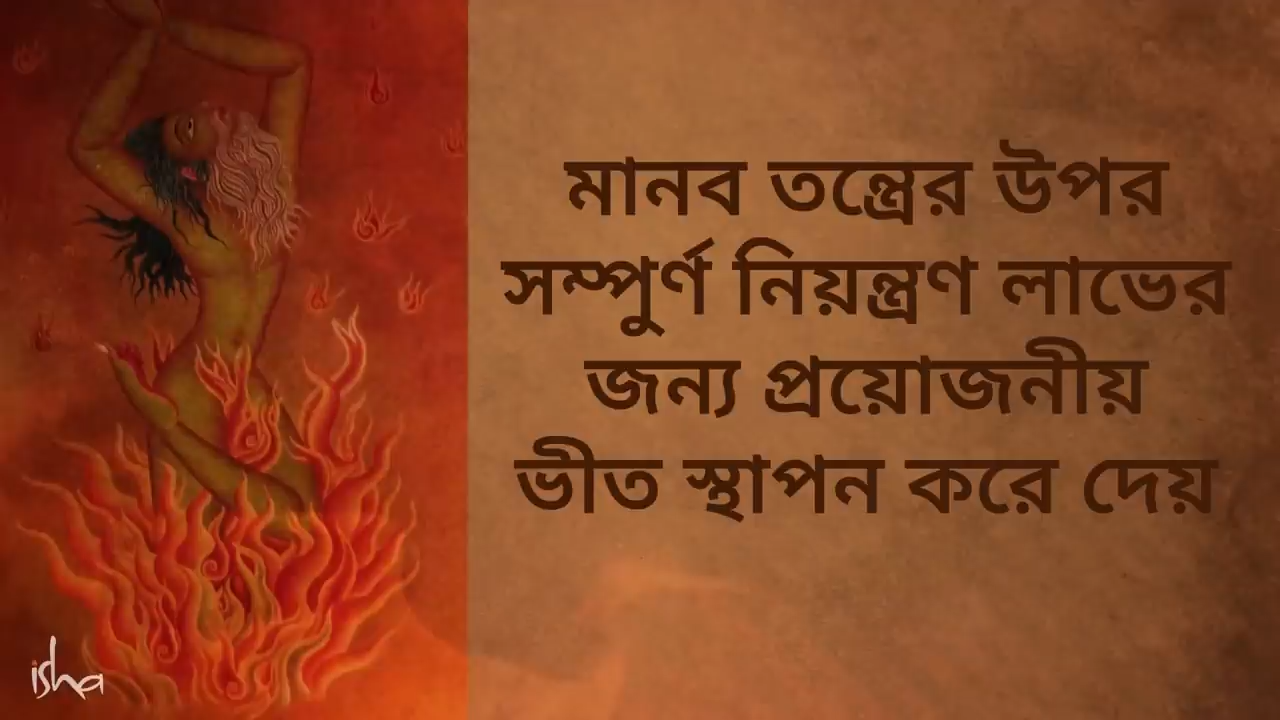 মানব তন্ত্রের উপর
সম্পুর্ণ নিয়ন্ত্রণ লাভের
জন্য প্রয়োজনীয়
ভীত স্থাপন করে দেয়
isha